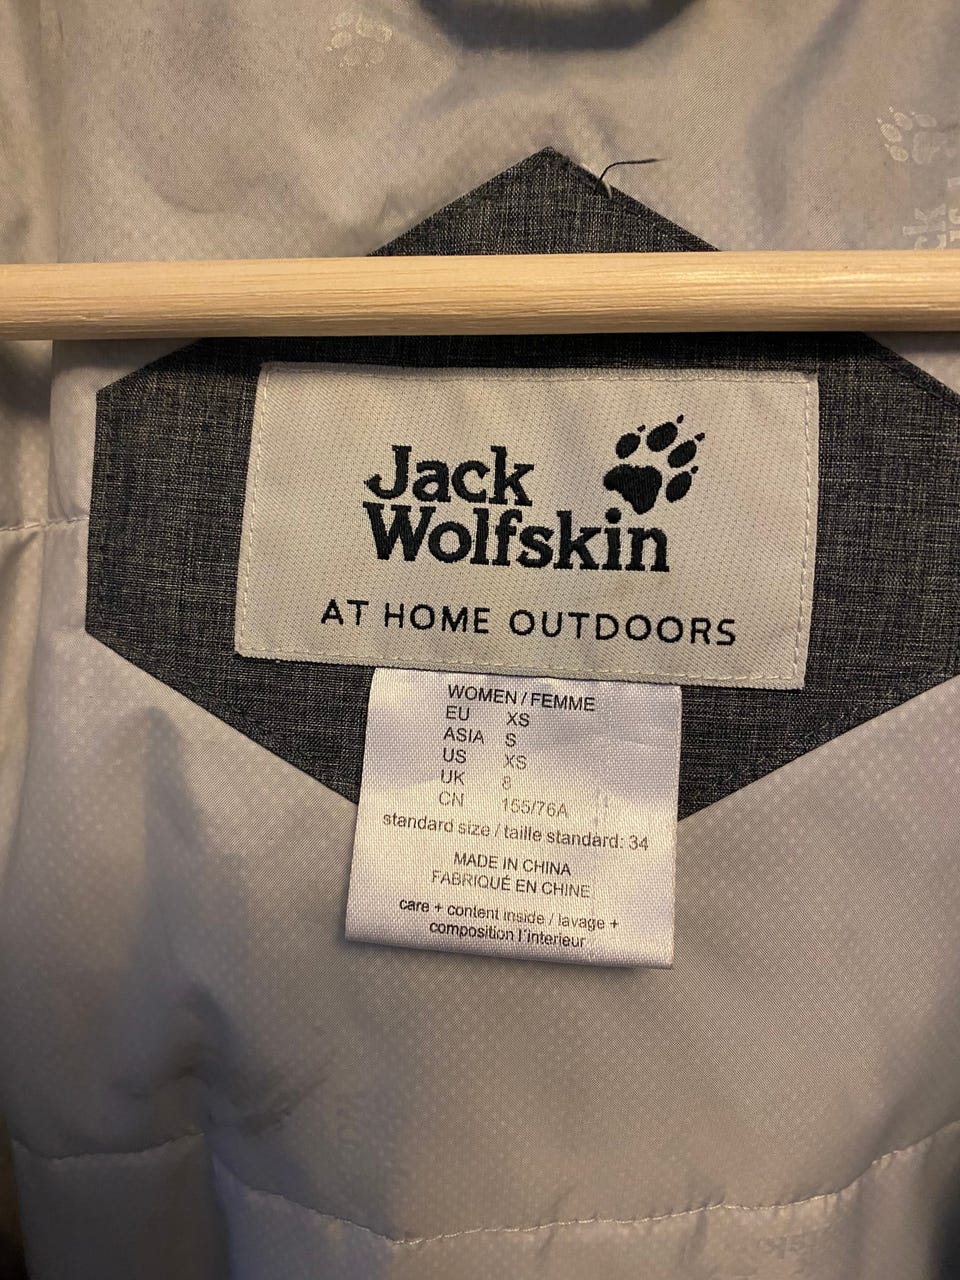 Jack
Wolfskin
AT HOME OUTDOORS
WOMEN / FEMME
EU XS
ASIA S
US XS
UK 8
CN 155/76A
standard size / taille standard: 34
MADE IN CHINA
FABRIQUÉ EN CHINE
care + content inside / lavage +
composition l'interieur